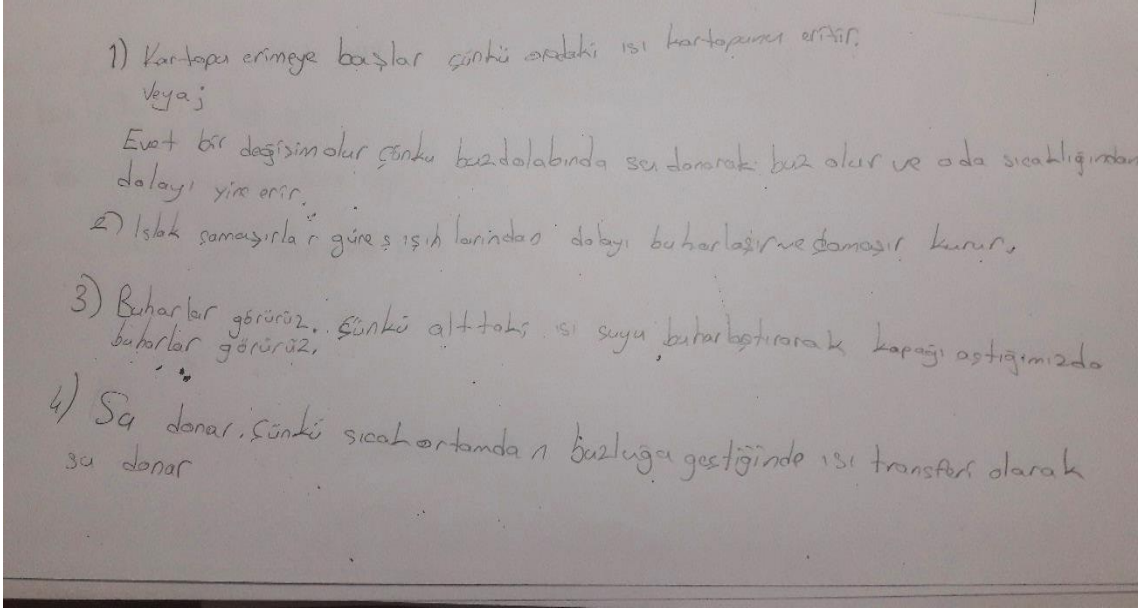 1) Kartopu erimeye başlar çünkü odadaki ısı kartopunu eritir.
Veya;
Evet bir değişim olur çünkü buzdolabında su donarak buz olur ve oda sıcaklığından
dolayı yine erir.
2) Islak çamaşırlar güneş ışıklarından dolayı buharlaşır ve çamaşır kurur.
3) Buharlar görürüz. Çünkü alttaki ısı suyu buharlaştırarak kapağı açtığımızda
buharlar görürüz.
4) Su donar. Çünkü sıcak ortamdan buzluğa geçtiğinde ısı transferi olarak
su donar